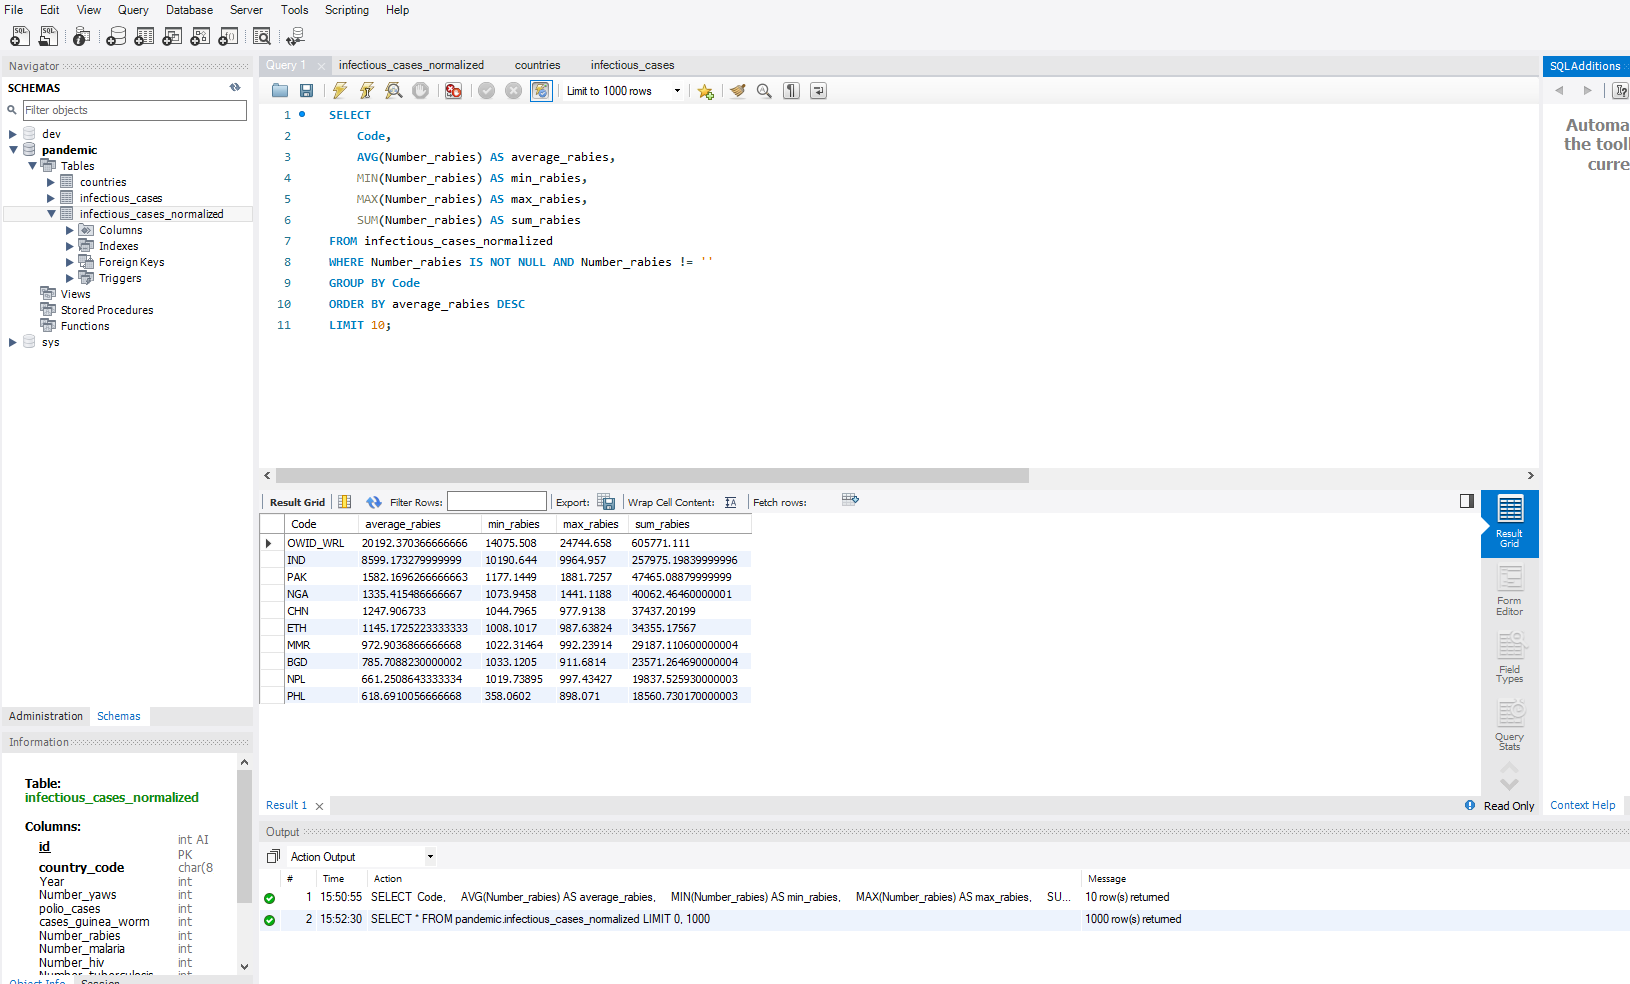 File Edit View Query Database Server Tools Scripting Help
Navigator
SCHEMAS
Filter objects
dev
pandemic
Tables
countries
infectious_cases
infectious_cases_normalized
Columns
Indexes
Foreign Keys
Triggers
Views
Stored Procedures
Functions
sys
Administration Schemas
Information
Table:
infectious_cases_normalized
Columns:
id int AI PK
country_code char(8
Year int
Number_yaws int
polio_cases int
cases_guinea_worm int
Number_rabies int
Number_malaria int
Number_hiv int
Number_tuberculosis int
Object Info Session
Query 1 infectious_cases_normalized countries infectious_cases
Limit to 1000 rows
1 SELECT
2 Code,
3 AVG(Number_rabies) AS average_rabies,
4 MIN(Number_rabies) AS min_rabies,
5 MAX(Number_rabies) AS max_rabies,
6 SUM(Number_rabies) AS sum_rabies
7 FROM infectious_cases_normalized
8 WHERE Number_rabies IS NOT NULL AND Number_rabies != ''
9 GROUP BY Code
10 ORDER BY average_rabies DESC
11 LIMIT 10;
Result Grid Filter Rows: Export: Wrap Cell Content: Fetch rows:
Code average_rabies min_rabies max_rabies sum_rabies
OWID_WRL 20192.370366666666 14075.508 24744.658 605771.111
IND 8599.173279999999 10190.644 9964.957 257975.19839999996
PAK 1582.1696266666663 1177.1449 1881.7257 47465.08879999999
NGA 1335.415486666667 1073.9458 1441.1188 40062.46460000001
CHN 1247.906733 1044.7965 977.9138 37437.20199
ETH 1145.1725223333333 1008.1017 987.63824 34355.17567
MMR 972.9036866666668 1022.31464 992.23914 29187.110600000004
BGD 785.7088230000002 1033.1205 911.6814 23571.264690000004
NPL 661.2508643333334 1019.73895 997.43427 19837.525930000003
PHL 618.6910056666668 358.0602 898.071 18560.730170000003
Result Grid
Form Editor
Field Types
Query Stats
Result 1
Read Only
SQLAdditions
Automa
the tool
curre
Context Help
Output
Action Output
# Time Action Message
1 15:50:55 SELECT Code, AVG(Number_rabies) AS average_rabies, MIN(Number_rabies) AS min_rabies, MAX(Number_rabies) AS max_rabies, SU... 10 row(s) returned
2 15:52:30 SELECT * FROM pandemic.infectious_cases_normalized LIMIT 0, 1000 1000 row(s) returned